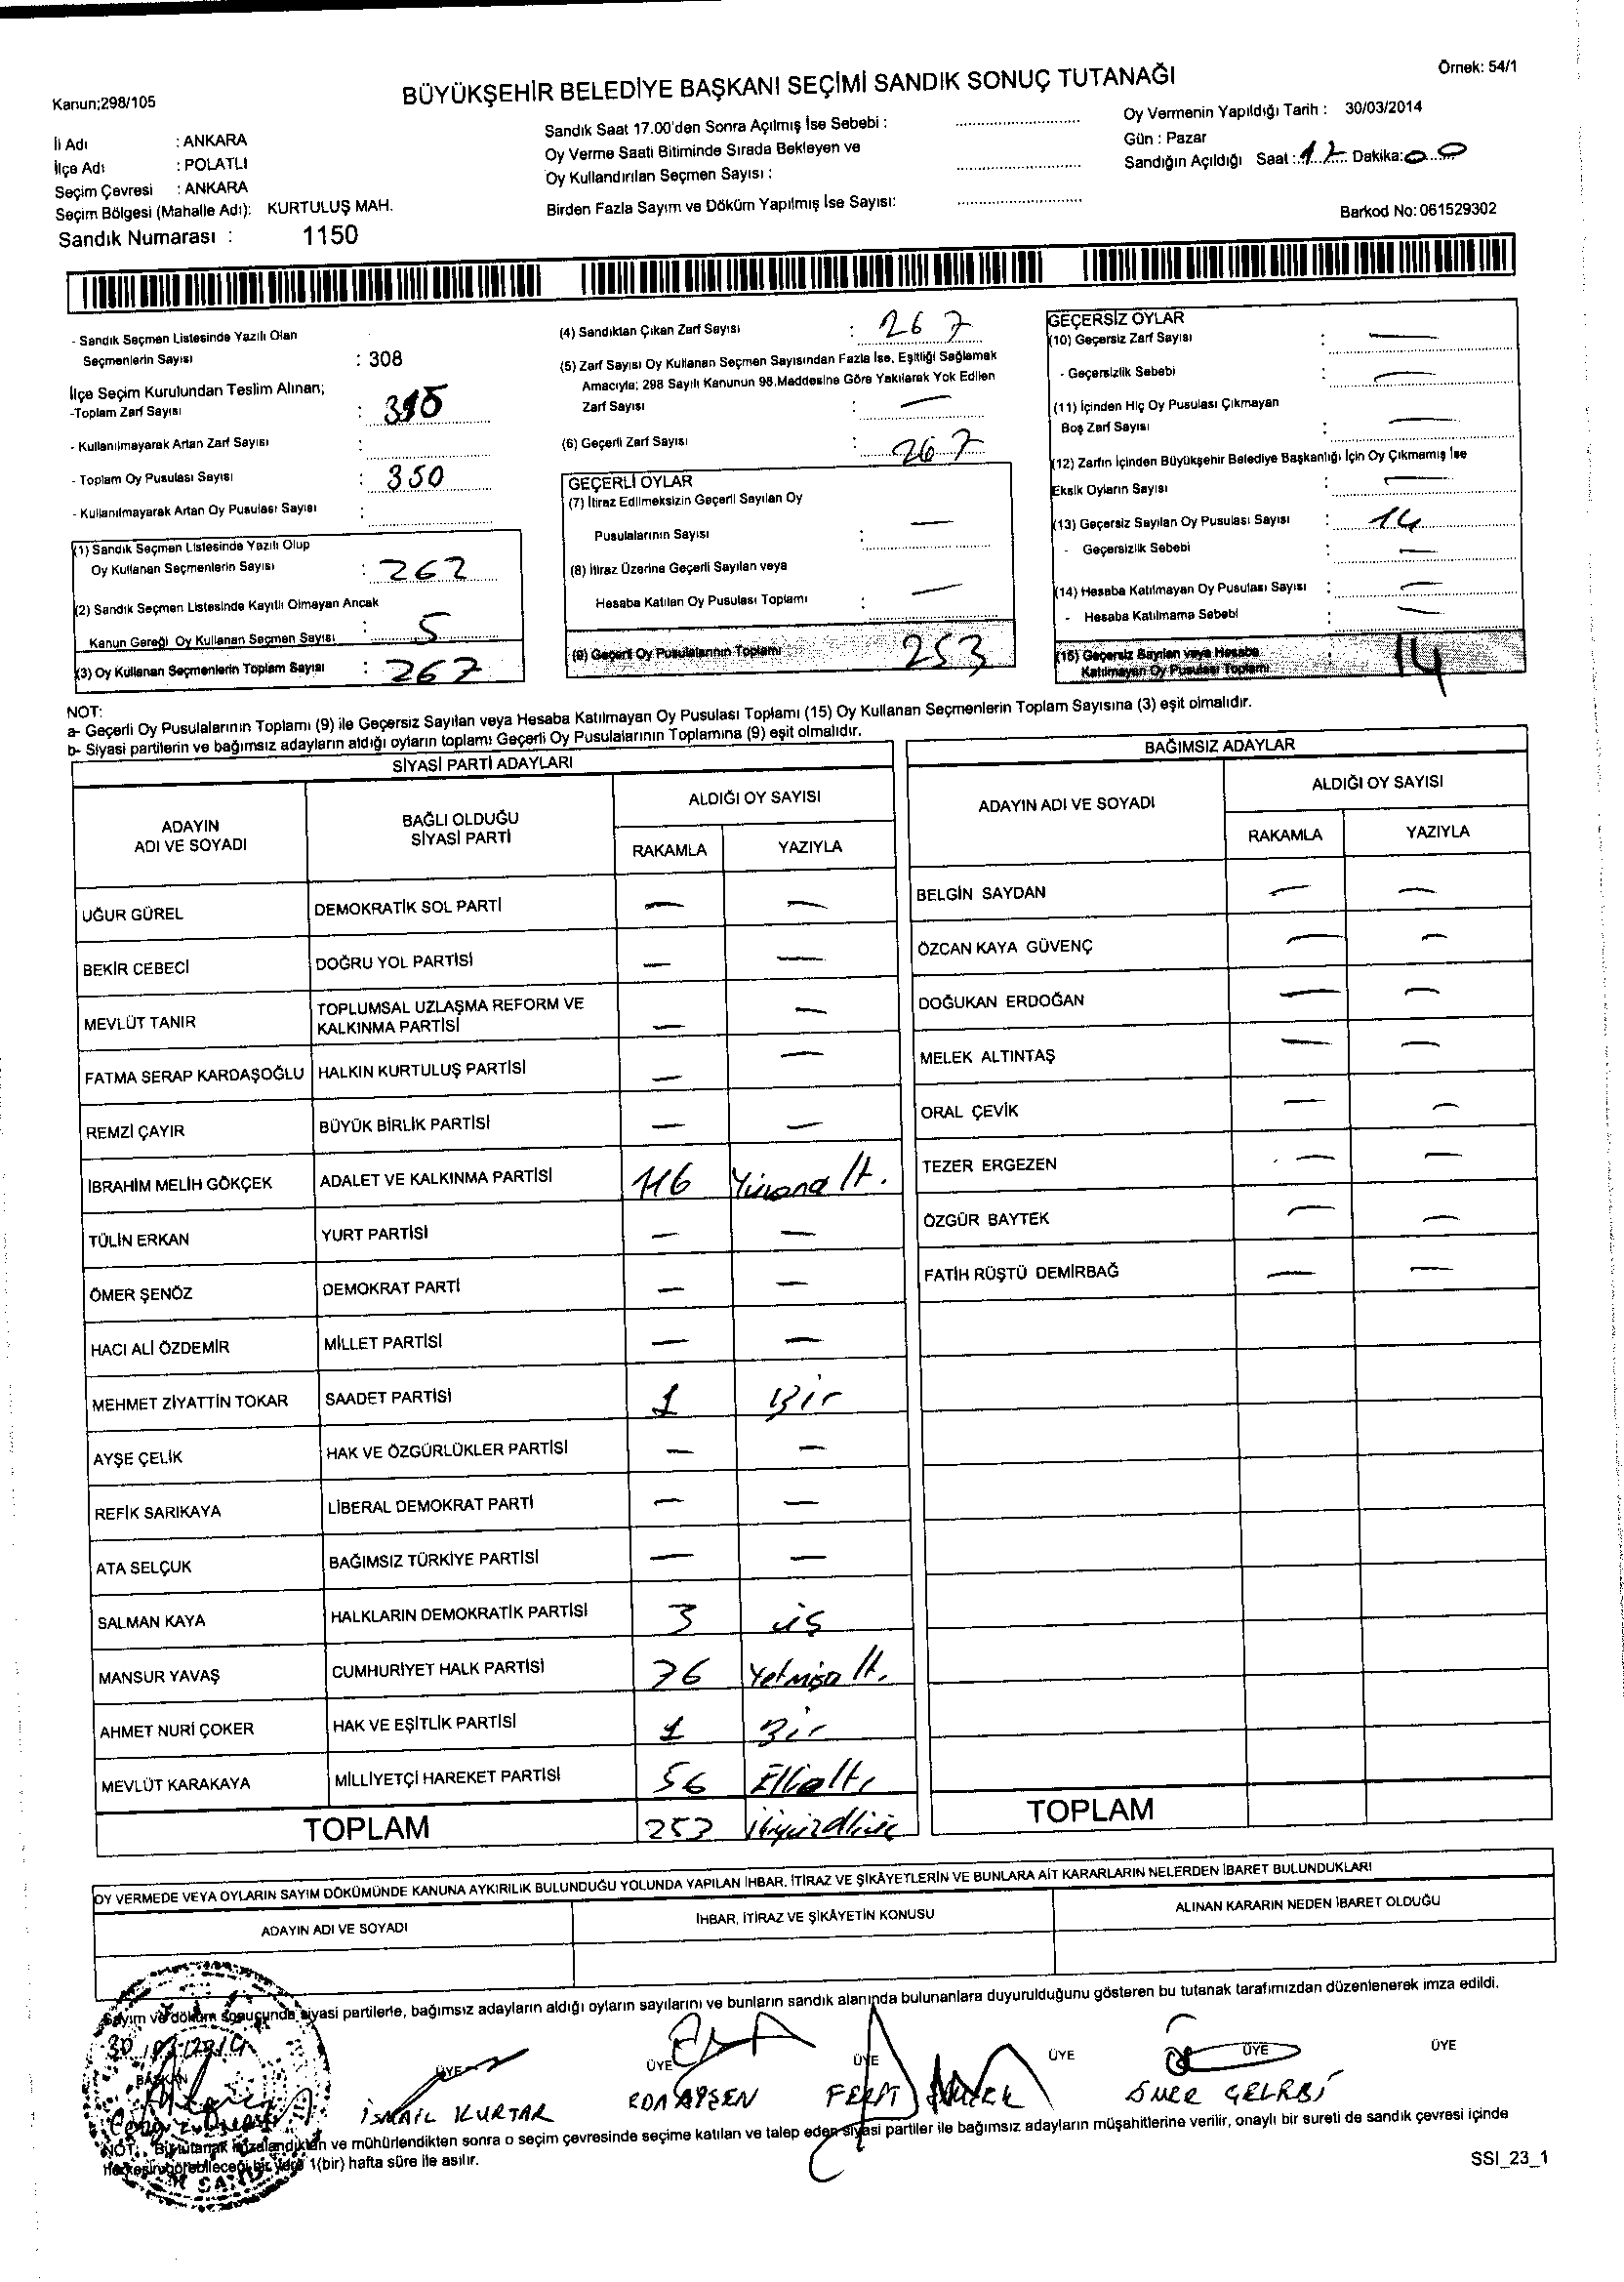 Örnek: 54/1
Kanun;298/105
BÜYÜKŞEHİR BELEDİYE BAŞKANI SEÇİMİ SANDIK SONUÇ TUTANAĞI
İli Adı : ANKARA
İlçe Adı : POLATLI
Seçim Çevresi : ANKARA
Seçim Bölgesi (Mahalle Adı): KURTULUŞ MAH.
Sandık Numarası : 1150
Sandık Saat 17.00'den Sonra Açılmış İse Sebebi :
Oy Verme Saati Bitiminde Sırada Bekleyen ve
Oy Kullandırılan Seçmen Sayısı :
Birden Fazla Sayım ve Döküm Yapılmış İse Sayısı:
Oy Vermenin Yapıldığı Tarih : 30/03/2014
Gün : Pazar
Sandığın Açıldığı Saat : 17 Dakika: 00
Barkod No: 061529302
- Sandık Seçmen Listesinde Yazılı Olan
Seçmenlerin Sayısı : 308
İlçe Seçim Kurulundan Teslim Alınan;
-Toplam Zarf Sayısı :
- Kullanılmayarak Artan Zarf Sayısı :
- Toplam Oy Pusulası Sayısı : 350
- Kullanılmayarak Artan Oy Pusulası Sayısı :
(1) Sandık Seçmen Listesinde Yazılı Olup
Oy Kullanan Seçmenlerin Sayısı : 262
(2) Sandık Seçmen Listesinde Kayıtlı Olmayan Ancak
Kanun Gereği Oy Kullanan Seçmen Sayısı : 5
(3) Oy Kullanan Seçmenlerin Toplam Sayısı : 267
(4) Sandıktan Çıkan Zarf Sayısı : 267
(5) Zarf Sayısı Oy Kullanan Seçmen Sayısından Fazla İse, Eşitliği Sağlamak
Amacıyla; 298 Sayılı Kanunun 98.Maddesine Göre Yakılarak Yok Edilen
Zarf Sayısı : —
(6) Geçerli Zarf Sayısı : 267
GEÇERLİ OYLAR
(7) İtiraz Edilmeksizin Geçerli Sayılan Oy
Pusulalarının Sayısı : —
(8) İtiraz Üzerine Geçerli Sayılan veya
Hesaba Katılan Oy Pusulası Toplamı : —
(9) Geçerli Oy Pusulalarının Toplamı 253
GEÇERSİZ OYLAR
(10) Geçersiz Zarf Sayısı : —
- Geçersizlik Sebebi : —
(11) İçinden Hiç Oy Pusulası Çıkmayan
Boş Zarf Sayısı : —
(12) Zarfın İçinden Büyükşehir Belediye Başkanlığı İçin Oy Çıkmamış İse
Eksik Oyların Sayısı : —
(13) Geçersiz Sayılan Oy Pusulası Sayısı : 14
- Geçersizlik Sebebi : —
(14) Hesaba Katılmayan Oy Pusulası Sayısı : —
- Hesaba Katılmama Sebebi : —
(15) Geçersiz Sayılan veya Hesaba
Katılmayan Oy Pusulası Toplamı : 14
NOT:
a- Geçerli Oy Pusulalarının Toplamı (9) ile Geçersiz Sayılan veya Hesaba Katılmayan Oy Pusulası Toplamı (15) Oy Kullanan Seçmenlerin Toplam Sayısına (3) eşit olmalıdır.
b- Siyasi partilerin ve bağımsız adayların aldığı oyların toplamı Geçerli Oy Pusulalarının Toplamına (9) eşit olmalıdır.
SİYASİ PARTİ ADAYLARI
ADAYIN ADI VE SOYADI
BAĞLI OLDUĞU SİYASİ PARTİ
ALDIĞI OY SAYISI
RAKAMLA YAZIYLA
UĞUR GÜREL DEMOKRATİK SOL PARTİ — —
BEKİR CEBECİ DOĞRU YOL PARTİSİ — —
MEVLÜT TANIR TOPLUMSAL UZLAŞMA REFORM VE KALKINMA PARTİSİ — —
FATMA SERAP KARDAŞOĞLU HALKIN KURTULUŞ PARTİSİ — —
REMZİ ÇAYIR BÜYÜK BİRLİK PARTİSİ — —
İBRAHİM MELİH GÖKÇEK ADALET VE KALKINMA PARTİSİ 116
TÜLİN ERKAN YURT PARTİSİ — —
ÖMER ŞENÖZ DEMOKRAT PARTİ — —
HACI ALİ ÖZDEMİR MİLLET PARTİSİ — —
MEHMET ZİYATTİN TOKAR SAADET PARTİSİ 1 Bir
AYŞE ÇELİK HAK VE ÖZGÜRLÜKLER PARTİSİ — —
REFİK SARIKAYA LİBERAL DEMOKRAT PARTİ — —
ATA SELÇUK BAĞIMSIZ TÜRKİYE PARTİSİ — —
SALMAN KAYA HALKLARIN DEMOKRATİK PARTİSİ 3 üç
MANSUR YAVAŞ CUMHURİYET HALK PARTİSİ 76 Yetmişaltı
AHMET NURİ ÇOKER HAK VE EŞİTLİK PARTİSİ 1 Bir
MEVLÜT KARAKAYA MİLLİYETÇİ HAREKET PARTİSİ 56 Ellialtı
TOPLAM 253
BAĞIMSIZ ADAYLAR
ADAYIN ADI VE SOYADI
ALDIĞI OY SAYISI
RAKAMLA YAZIYLA
BELGİN SAYDAN — —
ÖZCAN KAYA GÜVENÇ — —
DOĞUKAN ERDOĞAN — —
MELEK ALTINTAŞ — —
ORAL ÇEVİK — —
TEZER ERGEZEN — —
ÖZGÜR BAYTEK — —
FATİH RÜŞTÜ DEMİRBAĞ — —
TOPLAM
OY VERMEDE VEYA OYLARIN SAYIM DÖKÜMÜNDE KANUNA AYKIRILIK BULUNDUĞU YOLUNDA YAPILAN İHBAR, İTİRAZ VE ŞİKÂYETLERİN VE BUNLARA AİT KARARLARIN NELERDEN İBARET BULUNDUKLARI
ADAYIN ADI VE SOYADI
İHBAR, İTİRAZ VE ŞİKÂYETİN KONUSU
ALINAN KARARIN NEDEN İBARET OLDUĞU
Sayım ve döküm sonucunda siyasi partilerle, bağımsız adayların aldığı oyların sayılarını ve bunların sandık alanında bulunanlara duyurulduğunu gösteren bu tutanak tarafımızdan düzenlenerek imza edildi.
BAŞKAN ÜYE ÜYE ÜYE ÜYE ÜYE ÜYE
İSMAİL KURTAR
ÖMER ÇELEBİ
NOT: Bu tutanak imzalandıktan ve mühürlendikten sonra o seçim çevresinde seçime katılan ve talep eden siyasi partiler ile bağımsız adayların müşahitlerine verilir, onaylı bir sureti de sandık çevresi içinde
herkesin görebileceği bir yere 1(bir) hafta süre ile asılır.
SSI_23_1